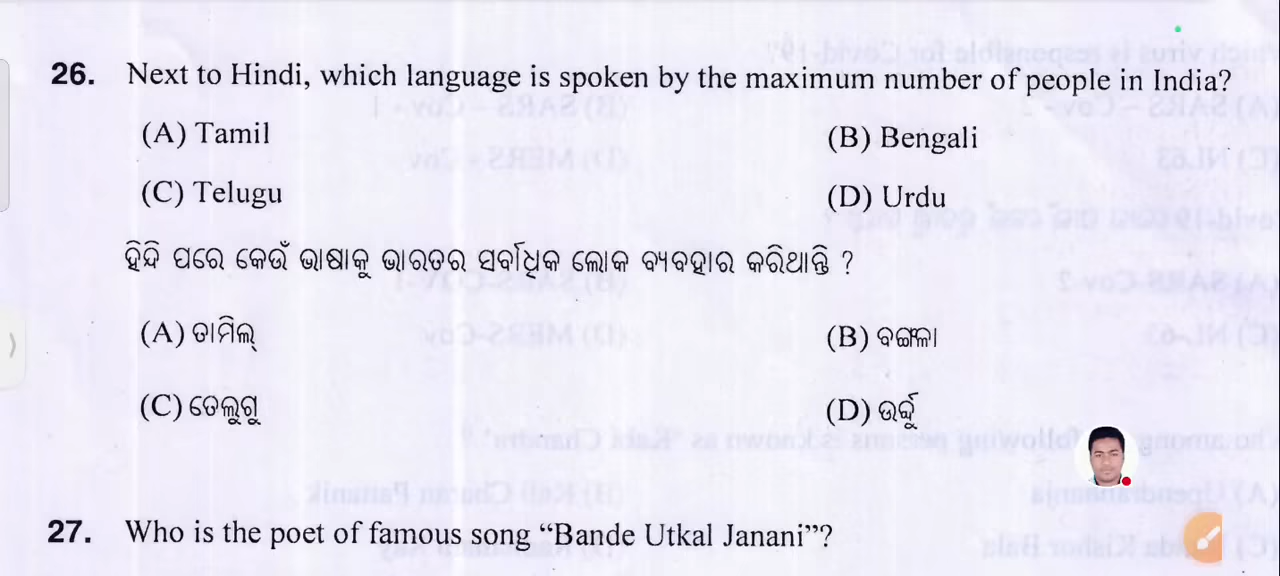 26. Next to Hindi, which language is spoken by the maximum number of people in India?
(A) Tamil (B) Bengali
(C) Telugu (D) Urdu
ହିନ୍ଦି ପରେ କେଉଁ ଭାଷାକୁ ଭାରତର ସର୍ବାଧିକ ଲୋକ ବ୍ୟବହାର କରିଥାନ୍ତି ?
(A) ତାମିଲ୍ (B) ବଙ୍ଗଳା
(C) ତେଲୁଗୁ (D) ଉର୍ଦ୍ଦୁ
27. Who is the poet of famous song “Bande Utkal Janani”?